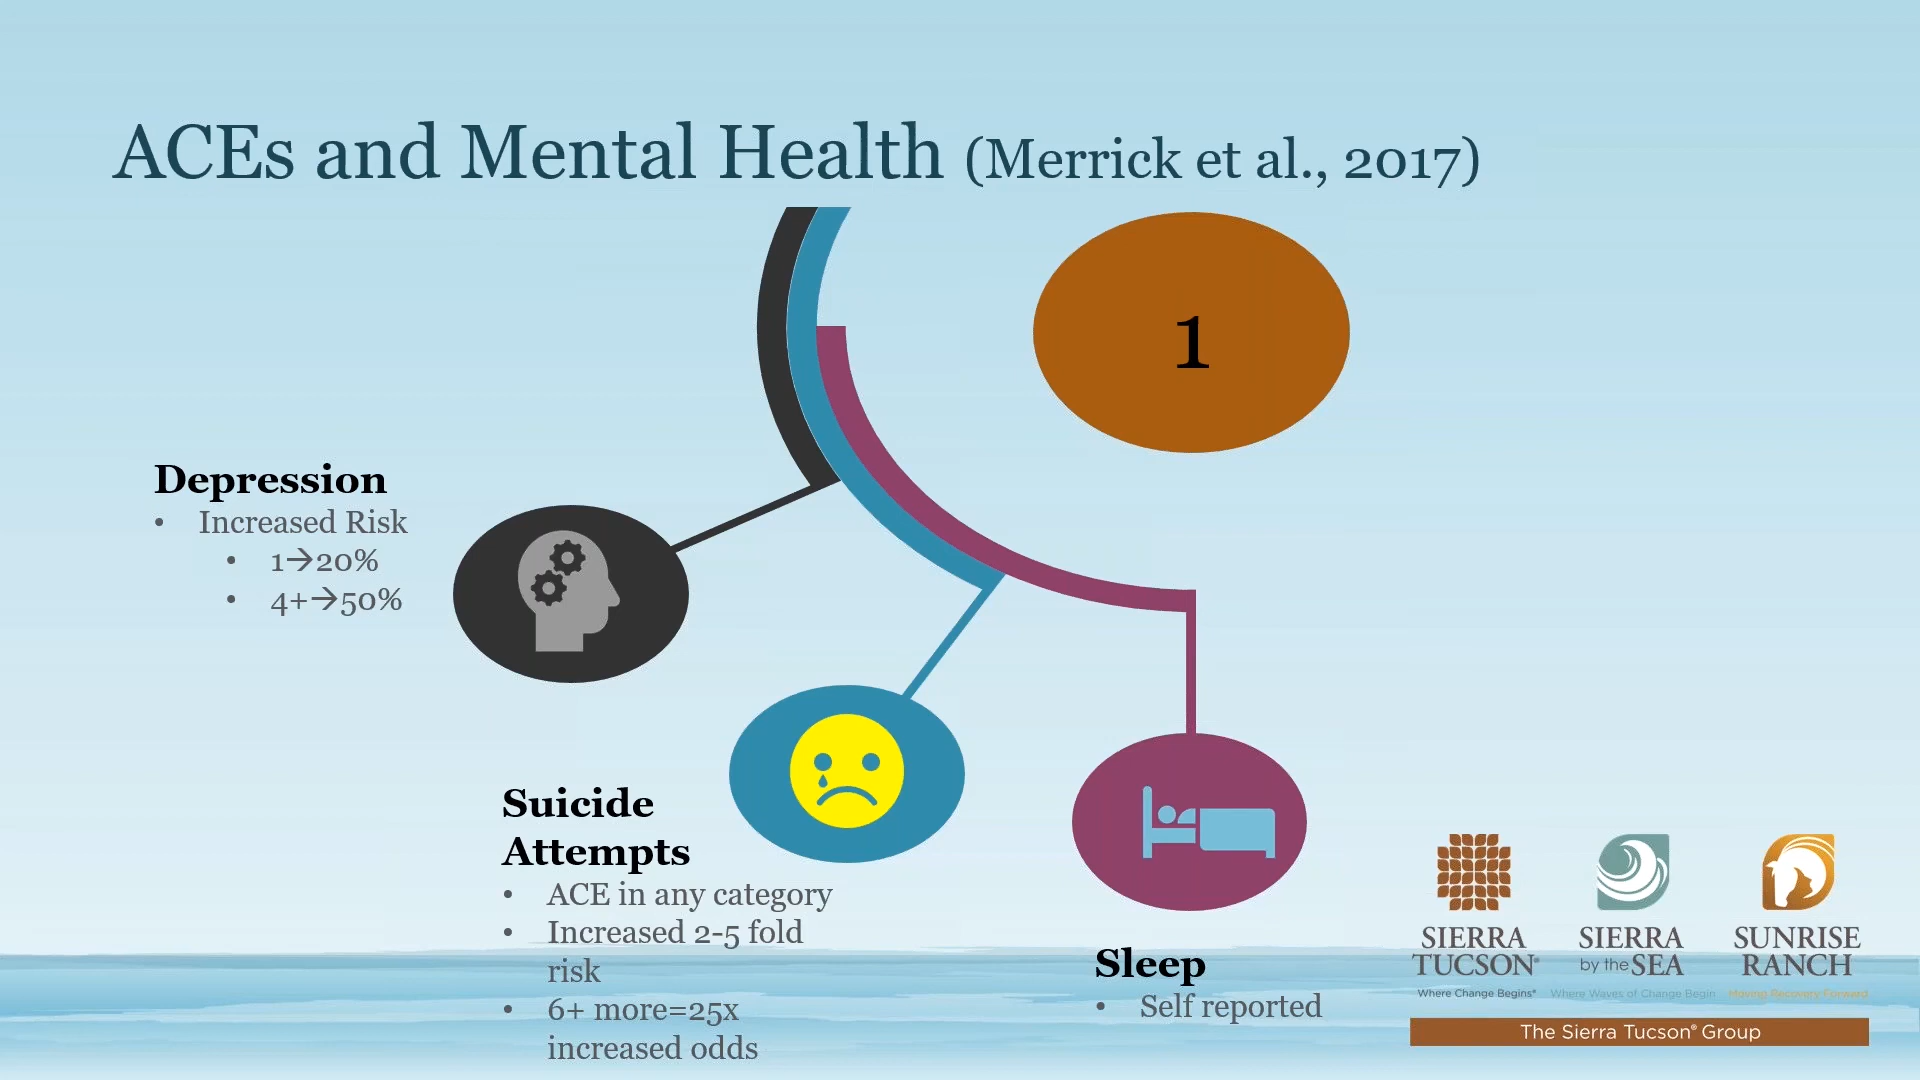 ACEs and Mental Health (Merrick et al., 2017)
1
Depression
• Increased Risk
• 1→20%
• 4+→50%
Suicide
Attempts
• ACE in any category
• Increased 2-5 fold
risk
• 6+ more=25x
increased odds
Sleep
• Self reported
SIERRA
TUCSON®
Where Change Begins®
SIERRA
by the SEA
Where Waves of Change Begin
SUNRISE
RANCH
Moving Recovery Forward
The Sierra Tucson® Group